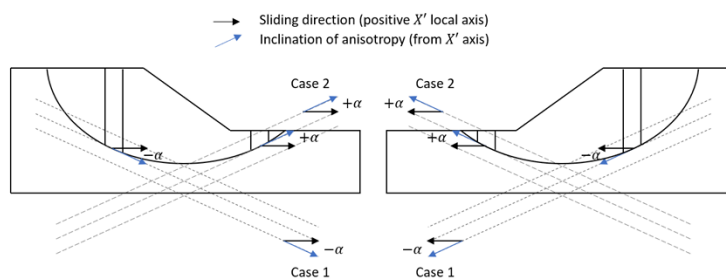 Sliding direction (positive X′ local axis)
Inclination of anisotropy (from X′ axis)
Case 2
+α
+α
−α
−α
Case 1
Case 2
+α
+α
−α
−α
Case 1